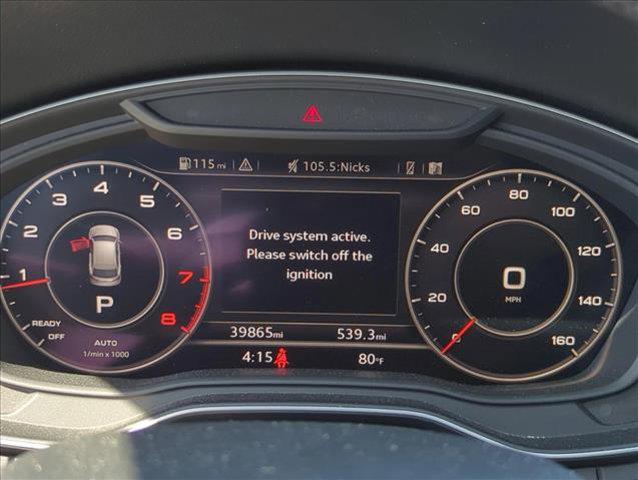 115 mi
105.5:Nicks
1
2
3
4
5
6
7
8
READY
OFF
P
AUTO
1/min x 1000
Drive system active.
Please switch off the
ignition
39865mi
539.3mi
4:15
80°F
0
20
40
60
80
100
120
140
160
0
MPH